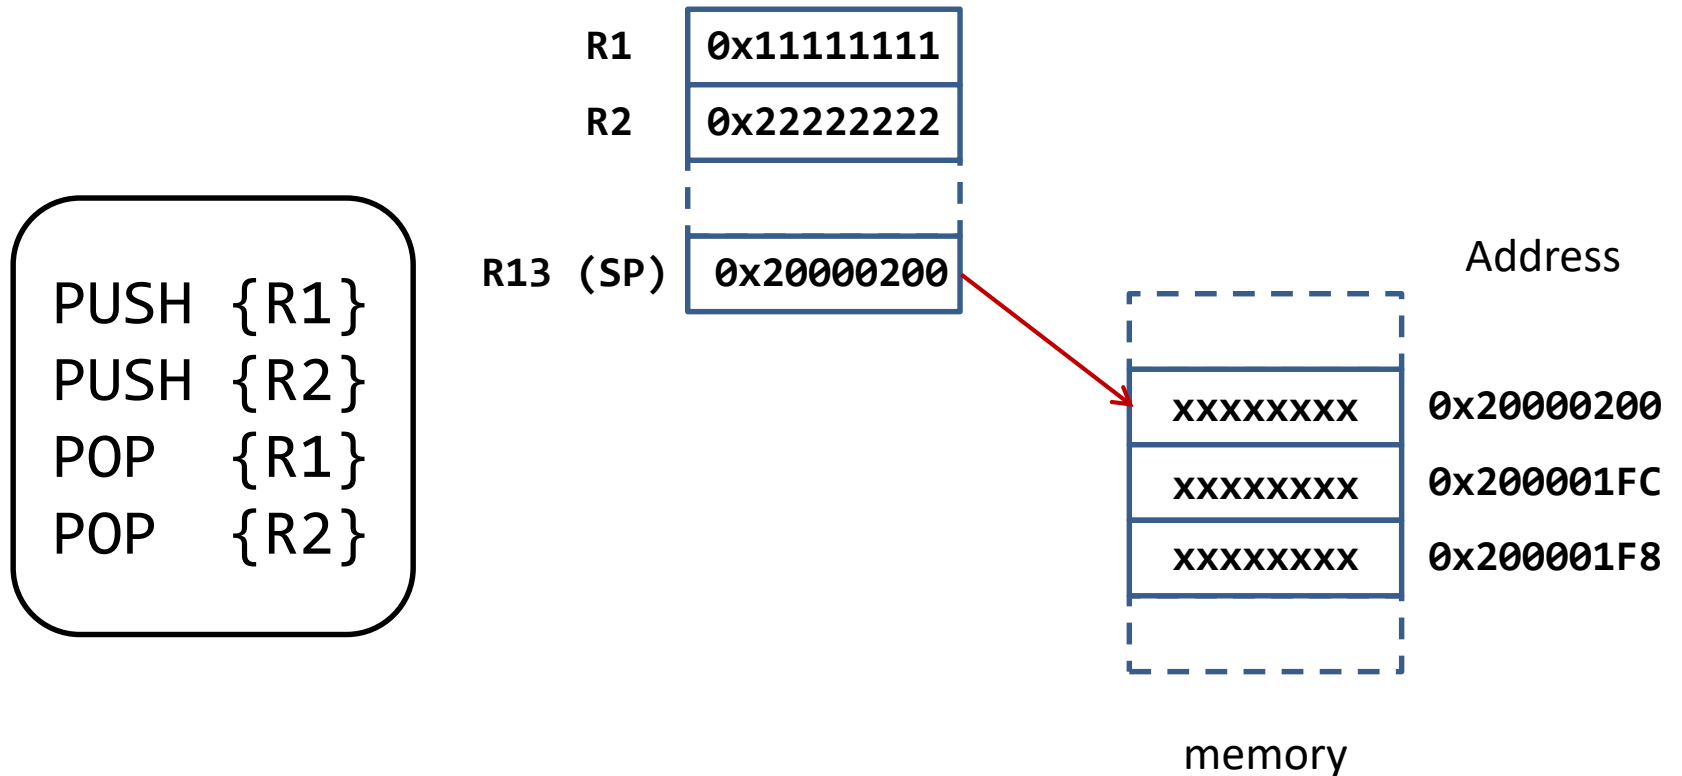 R1 0x11111111
R2 0x22222222
R13 (SP) 0x20000200
PUSH {R1}
PUSH {R2}
POP {R1}
POP {R2}
Address
xxxxxxxx 0x20000200
xxxxxxxx 0x200001FC
xxxxxxxx 0x200001F8
memory